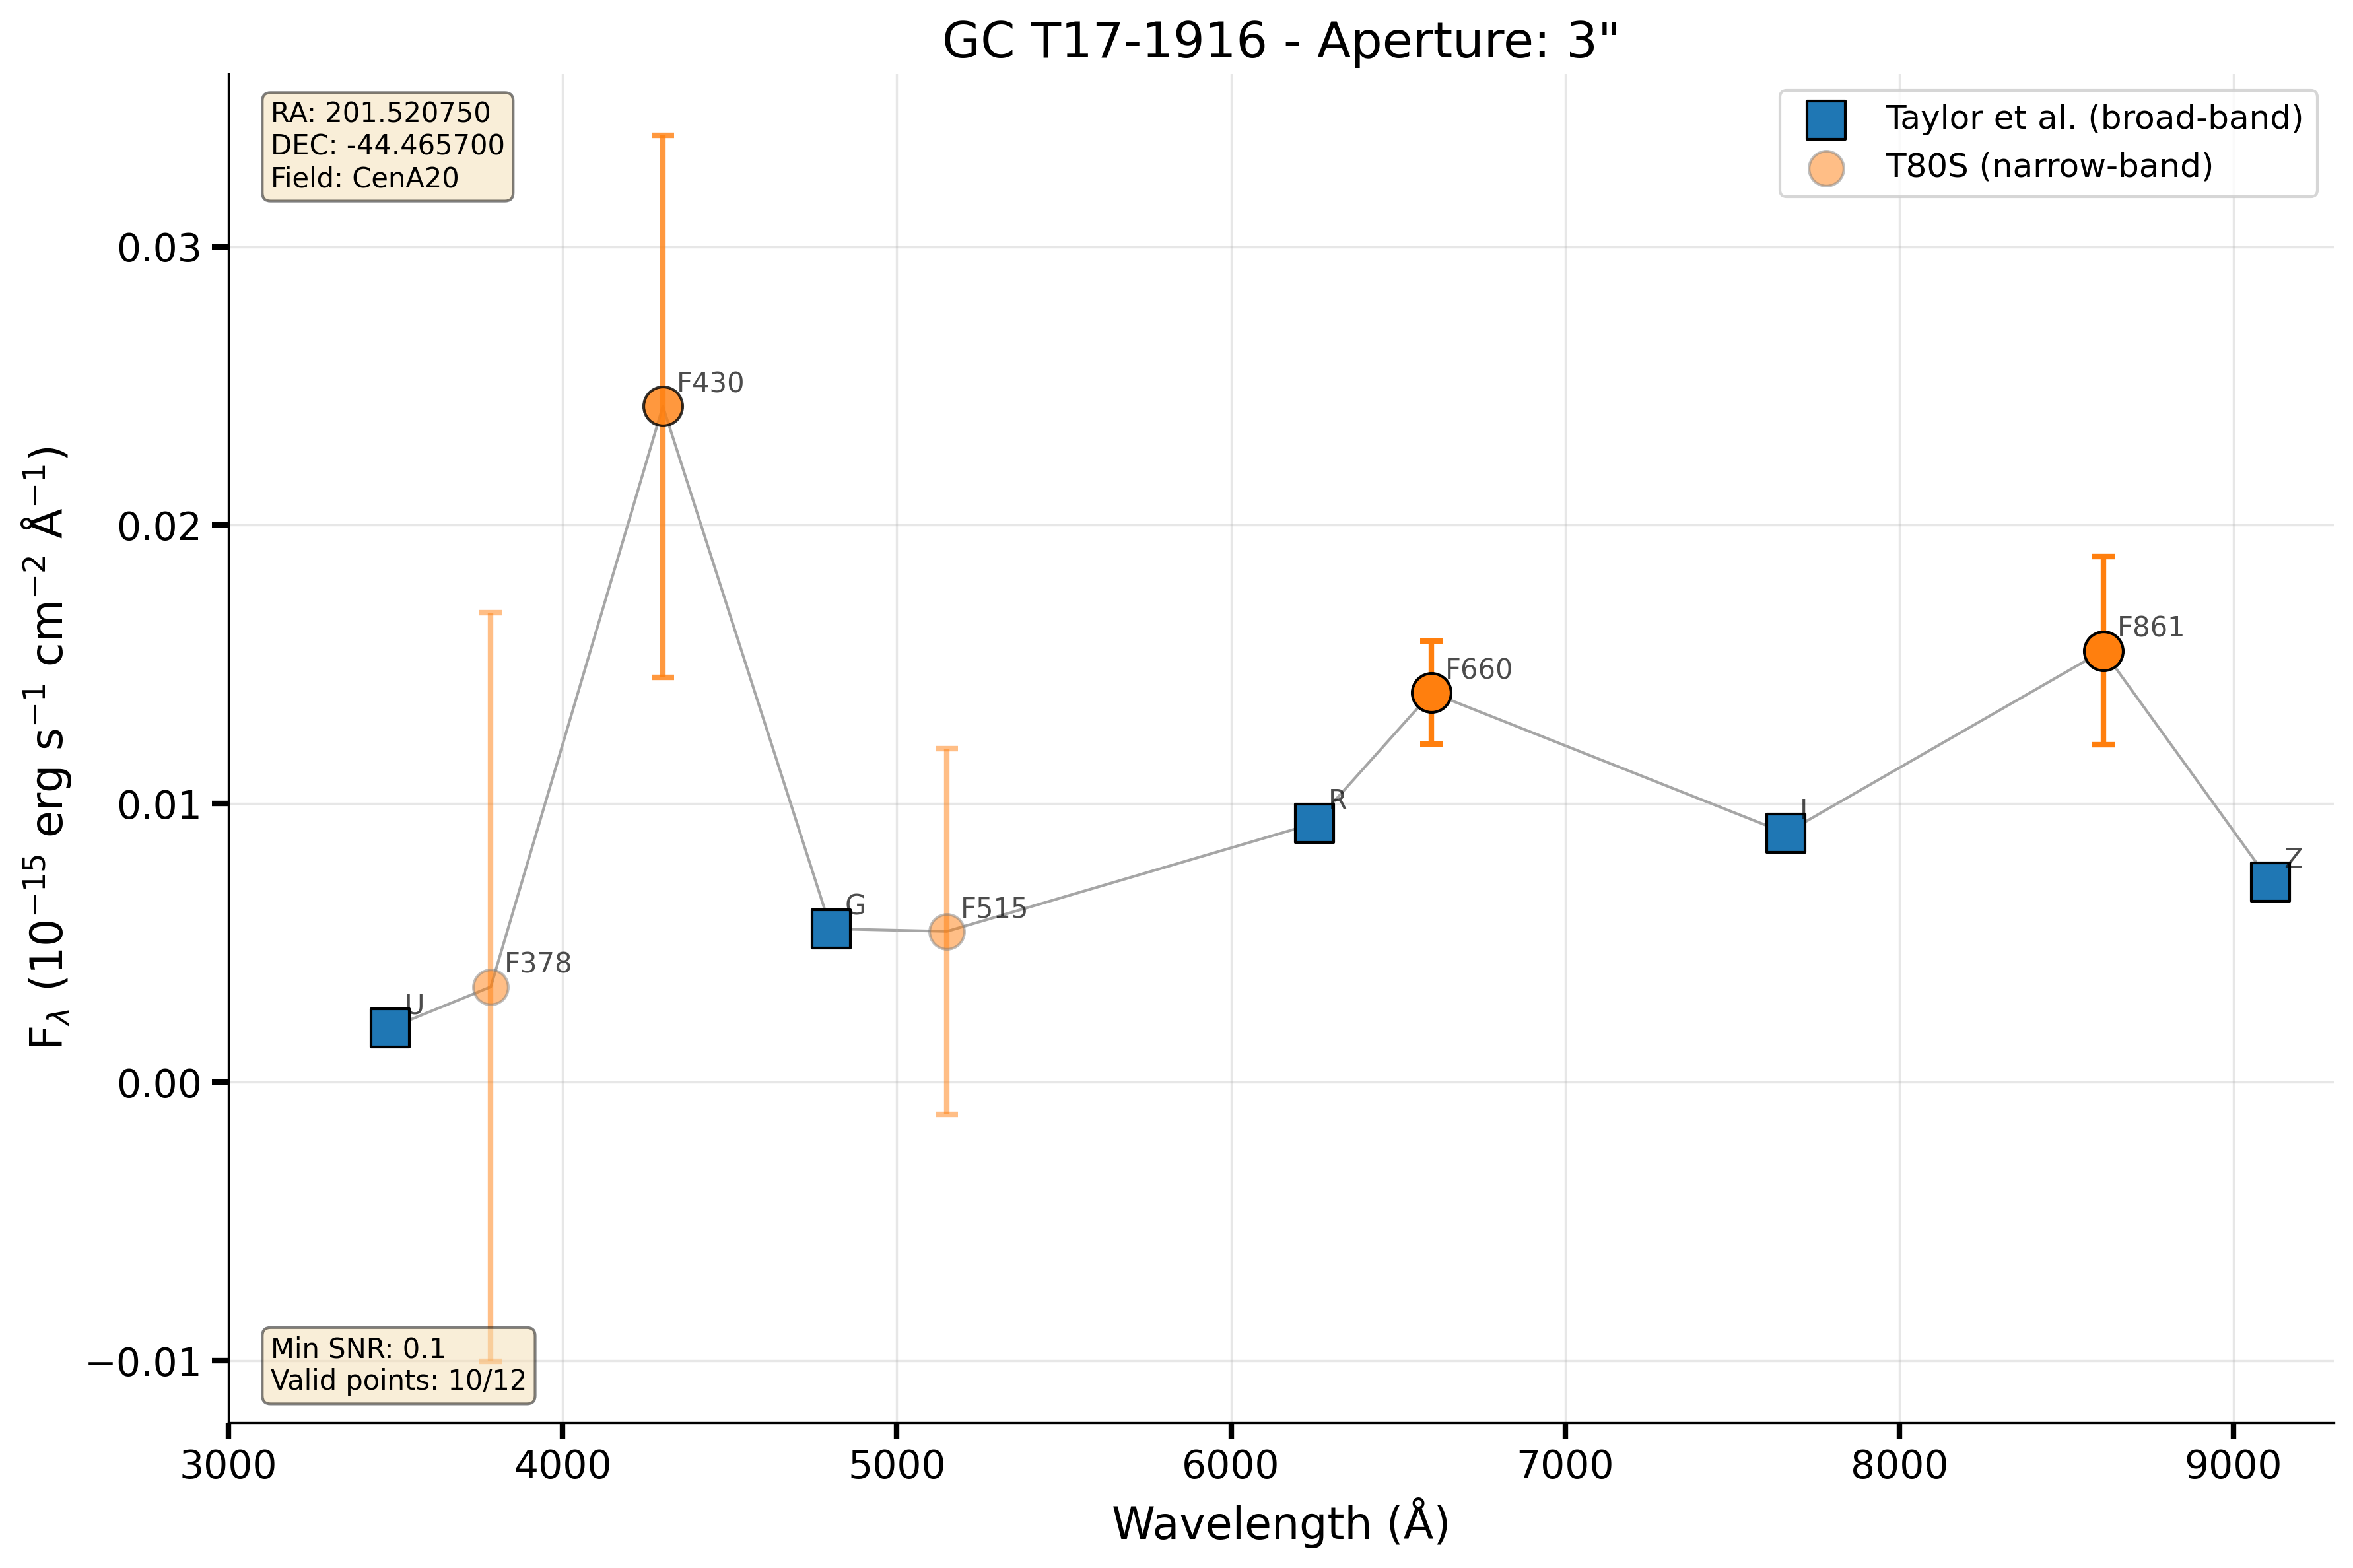 GC T17-1916 - Aperture: 3"
RA: 201.520750
DEC: -44.465700
Field: CenA20
Taylor et al. (broad-band)
T80S (narrow-band)
0.03
0.02
0.01
0.00
−0.01
F$_λ$ (10$^{−15}$ erg s$^{−1}$ cm$^{−2}$ Å$^{−1}$)
U
F378
F430
G
F515
R
F660
I
F861
Z
Min SNR: 0.1
Valid points: 10/12
3000
4000
5000
6000
7000
8000
9000
Wavelength (Å)